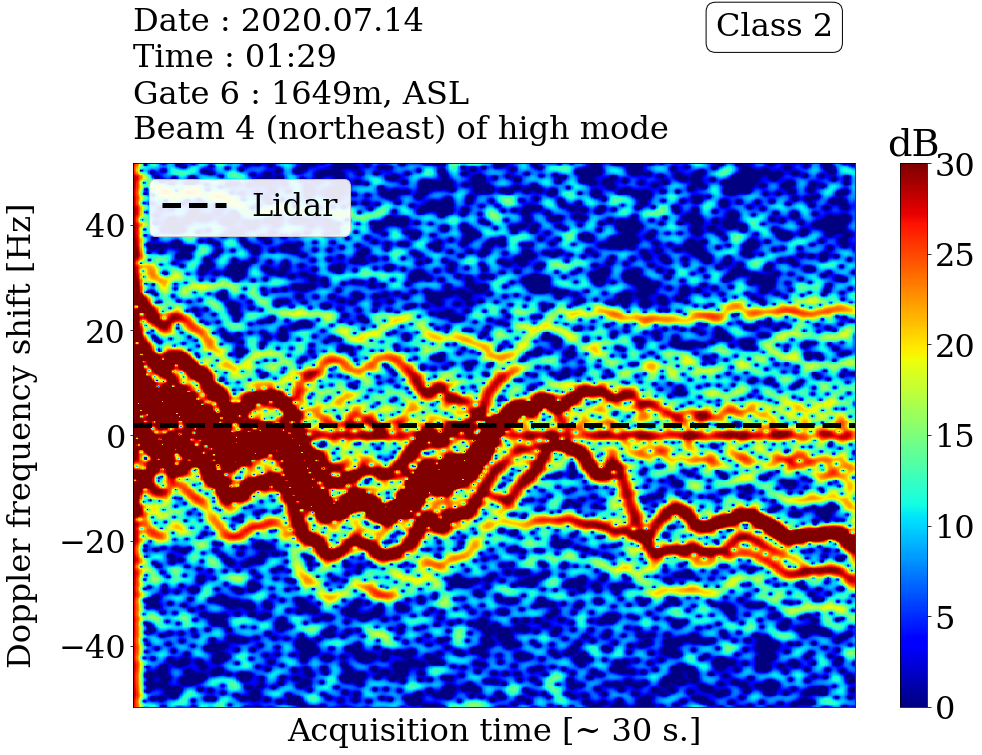 Date : 2020.07.14
Time : 01:29
Gate 6 : 1649m, ASL
Beam 4 (northeast) of high mode
Class 2
dB
Lidar
Doppler frequency shift [Hz]
40
20
0
−20
−40
30
25
20
15
10
5
0
Acquisition time [~ 30 s.]